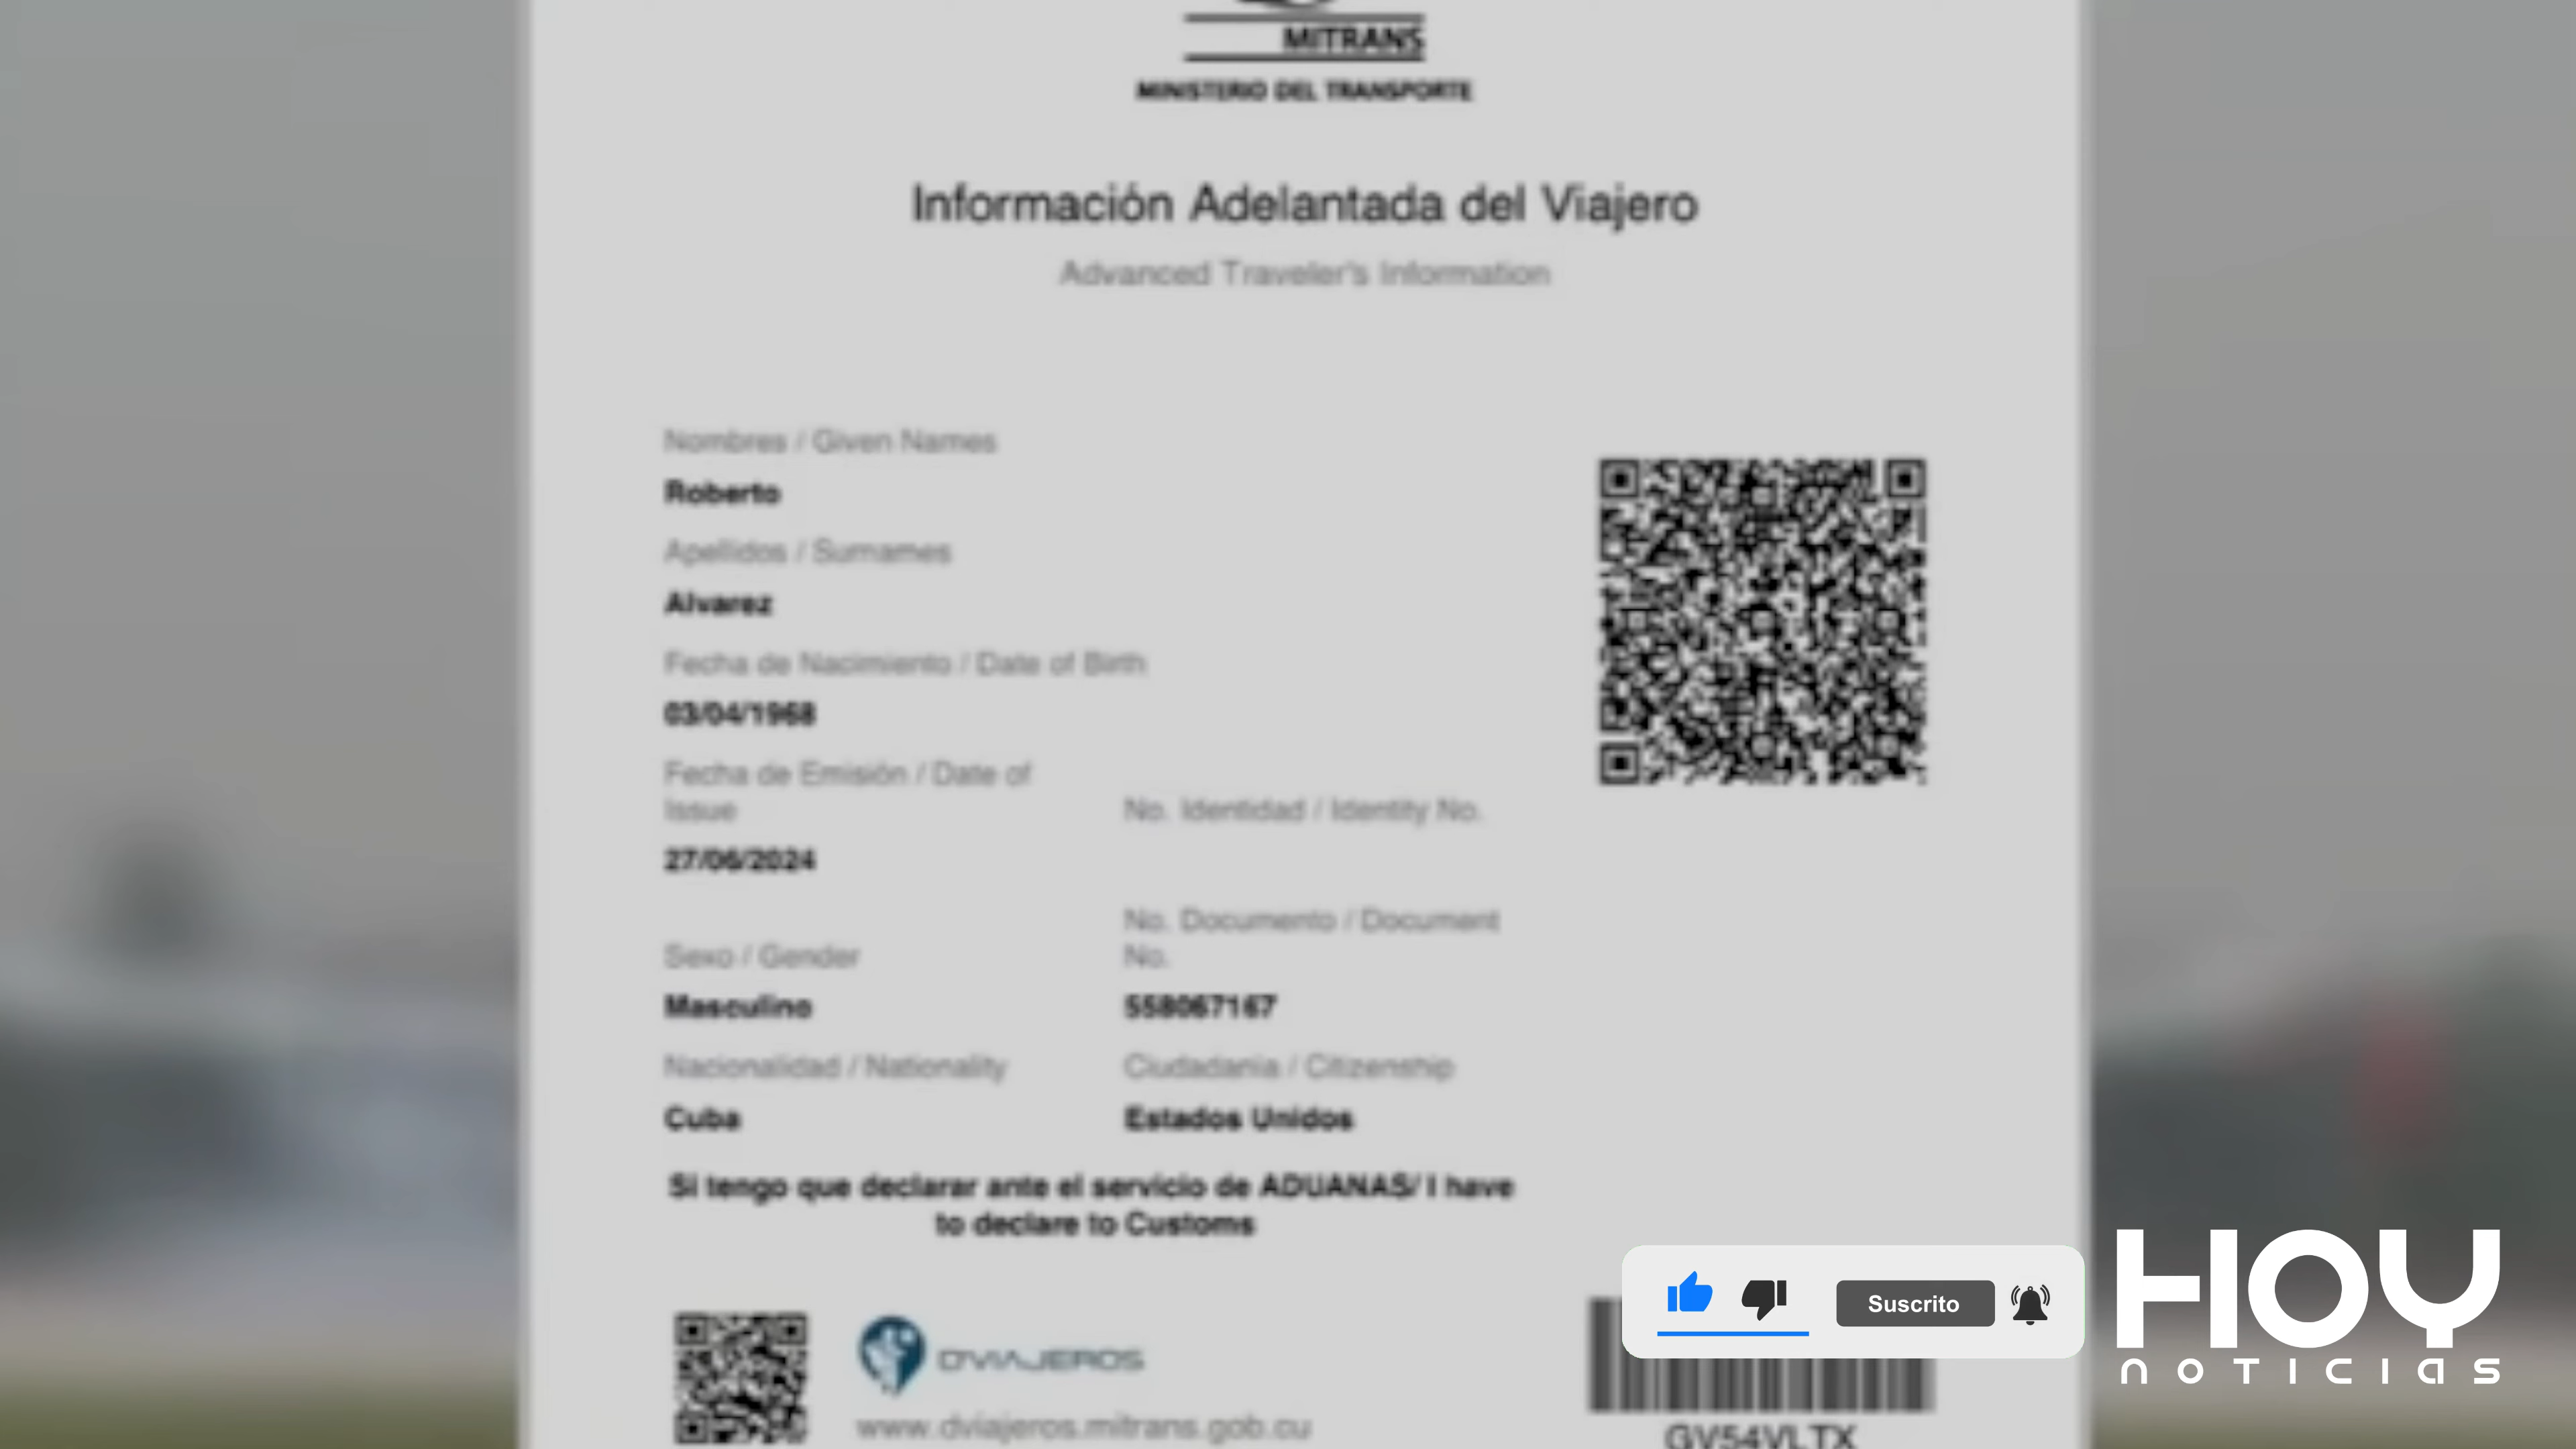 MITRANS
MINISTERIO DEL TRANSPORTE
Información Adelantada del Viajero
Advanced Traveler's Information
Nombres / Given Names
Roberto
Apellidos / Surnames
Alvarez
Fecha de Nacimiento / Date of Birth
03/04/1968
Fecha de Emisión / Date of
Issue
No. Identidad / Identity No.
27/06/2024
No. Documento / Document
No.
Sexo / Gender
Masculino
558067167
Nacionalidad / Nationality
Ciudadanía / Citizenship
Cuba
Estados Unidos
Si tengo que declarar ante el servicio de ADUANAS/ I have
to declare to Customs
D'VIAJEROS
www.dviajeros.mitrans.gob.cu
GV54VLTX
Suscrito
HOY
noticias